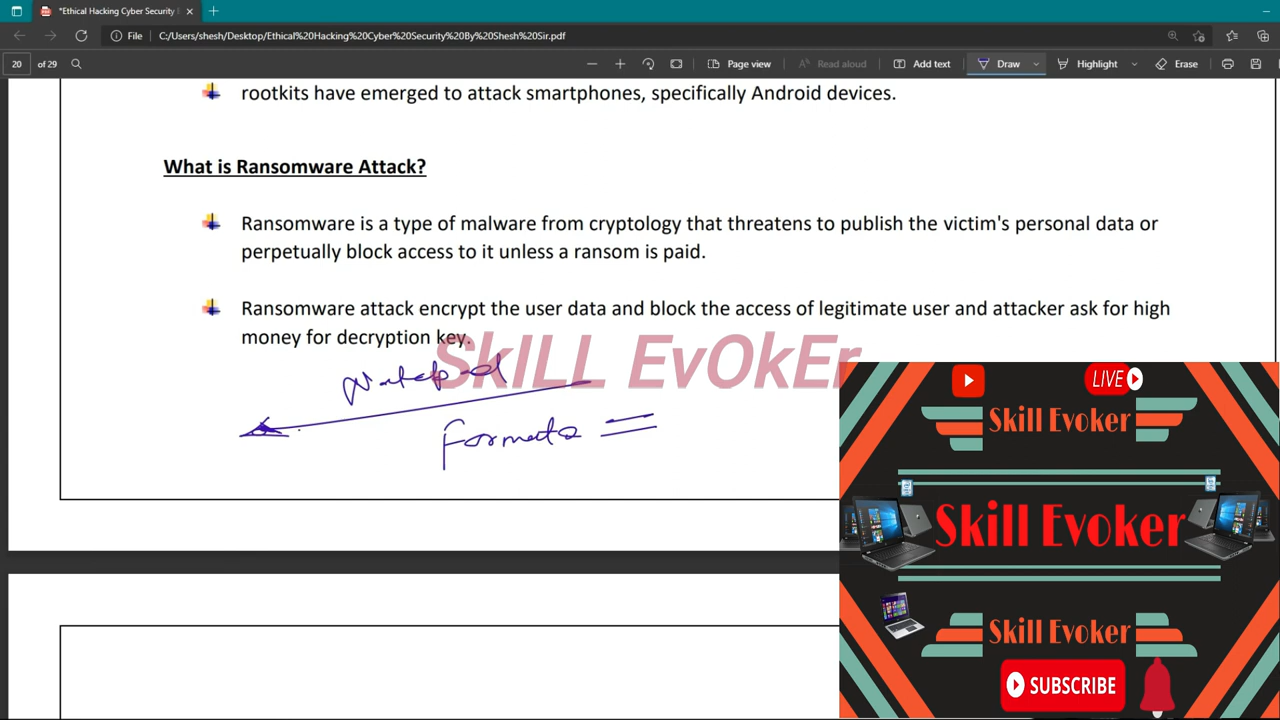 *Ethical Hacking Cyber Security
File C:/Users/shesh/Desktop/Ethical%20Hacking%20Cyber%20Security%20By%20Shesh%20Sir.pdf
20 of 29 Page view Read aloud Add text Draw Highlight Erase
rootkits have emerged to attack smartphones, specifically Android devices.
What is Ransomware Attack?
Ransomware is a type of malware from cryptology that threatens to publish the victim's personal data or
perpetually block access to it unless a ransom is paid.
Ransomware attack encrypt the user data and block the access of legitimate user and attacker ask for high
money for decryption key.
SkILL EvOkEr
Notepad
LIVE
Skill Evoker
Skill Evoker
Skill Evoker
SUBSCRIBE